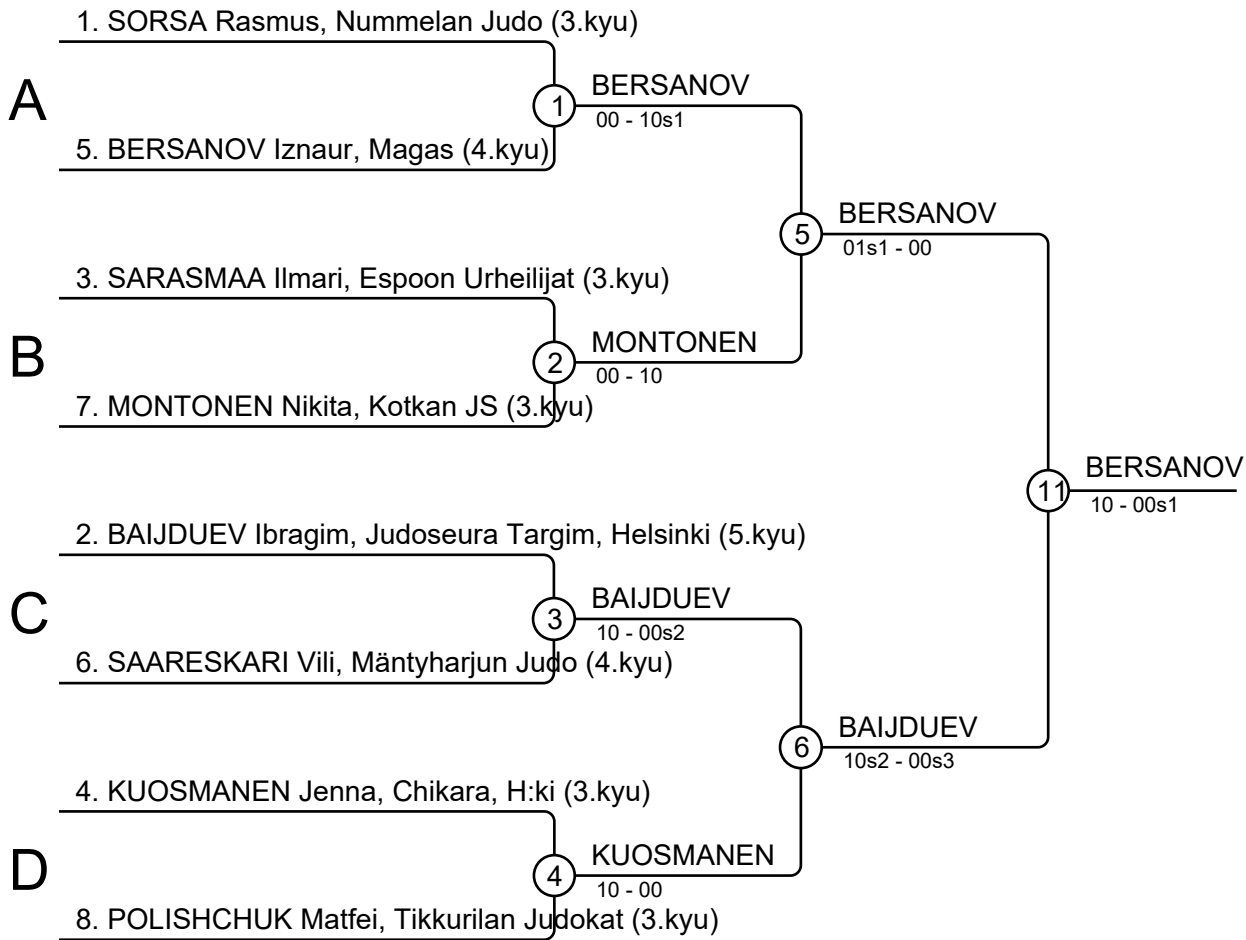 1. SORSA Rasmus, Nummelan Judo (3.kyu)
A
1
BERSANOV
00 - 10s1
5. BERSANOV Iznaur, Magas (4.kyu)
5
BERSANOV
01s1 - 00
3. SARASMAA Ilmari, Espoon Urheilijat (3.kyu)
B
2
MONTONEN
00 - 10
7. MONTONEN Nikita, Kotkan JS (3.kyu)
11
BERSANOV
10 - 00s1
2. BAIJDUEV Ibragim, Judoseura Targim, Helsinki (5.kyu)
C
3
BAIJDUEV
10 - 00s2
6. SAARESKARI Vili, Mäntyharjun Judo (4.kyu)
6
BAIJDUEV
10s2 - 00s3
4. KUOSMANEN Jenna, Chikara, H:ki (3.kyu)
D
4
KUOSMANEN
10 - 00
8. POLISHCHUK Matfei, Tikkurilan Judokat (3.kyu)